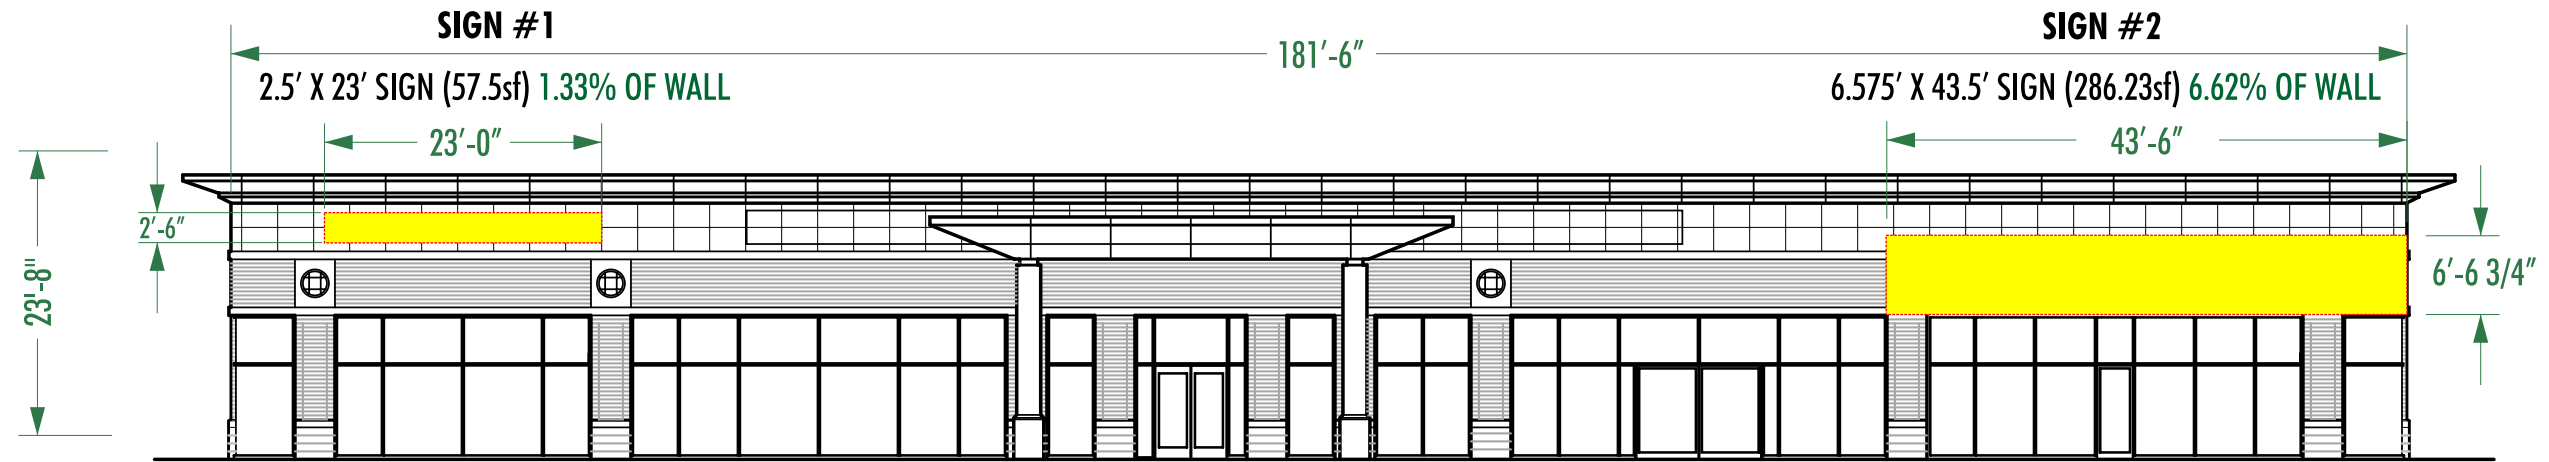 SIGN #1
SIGN #2
181'-6"
2.5' X 23' SIGN (57.5sf) 1.33% OF WALL
6.575' X 43.5' SIGN (286.23sf) 6.62% OF WALL
23'-0"
43'-6"
2'-6"
23'-8"
6'-6 3/4"